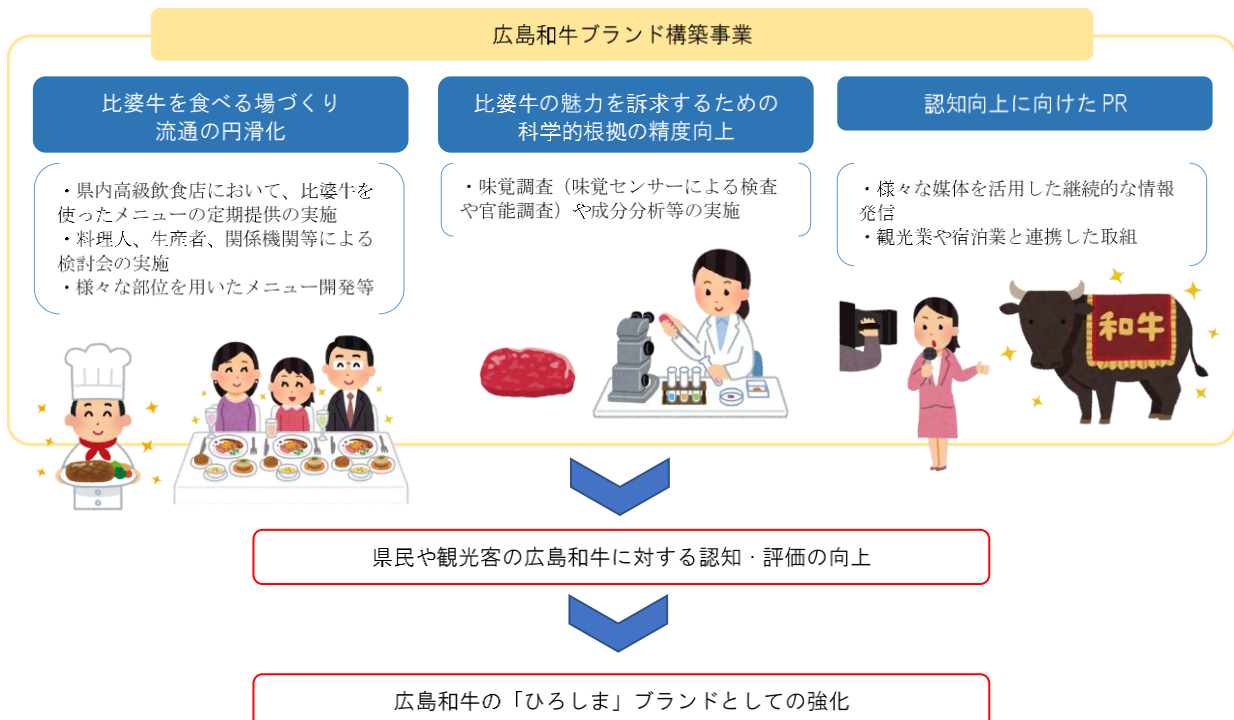 広島和牛ブランド構築事業
比婆牛を食べる場づくり
流通の円滑化
・県内高級飲食店において、比婆牛を
使ったメニューの定期提供の実施
・料理人、生産者、関係機関等による
検討会の実施
・様々な部位を用いたメニュー開発等
比婆牛の魅力を訴求するための
科学的根拠の精度向上
・味覚調査（味覚センサーによる検査
や官能調査）や成分分析等の実施
認知向上に向けた PR
・様々な媒体を活用した継続的な情報
発信
・観光業や宿泊業と連携した取組
和牛
県民や観光客の広島和牛に対する認知・評価の向上
広島和牛の「ひろしま」ブランドとしての強化